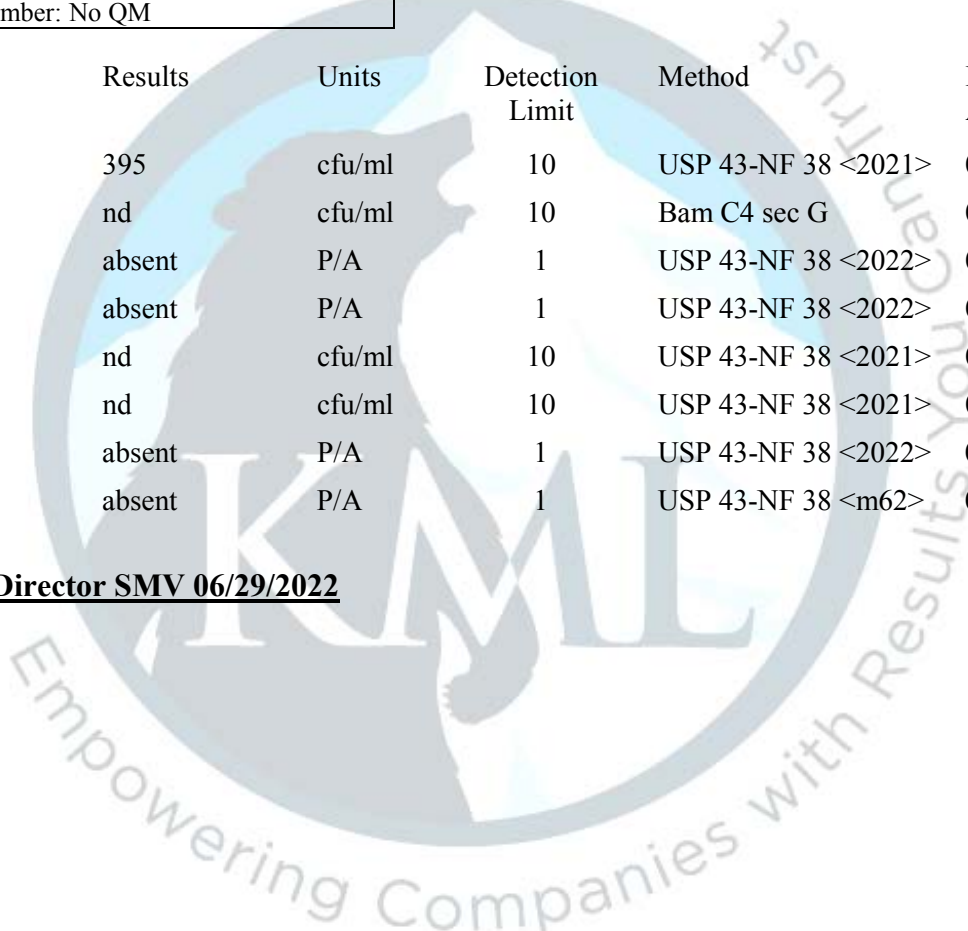 mber: No QM
Results Units Detection Limit Method
395 cfu/ml 10 USP 43-NF 38 <2021>
nd cfu/ml 10 Bam C4 sec G
absent P/A 1 USP 43-NF 38 <2022>
absent P/A 1 USP 43-NF 38 <2022>
nd cfu/ml 10 USP 43-NF 38 <2021>
nd cfu/ml 10 USP 43-NF 38 <2021>
absent P/A 1 USP 43-NF 38 <2022>
absent P/A 1 USP 43-NF 38 <m62>
Director SMV 06/29/2022
KML
Empowering Companies with Results You Can Trust